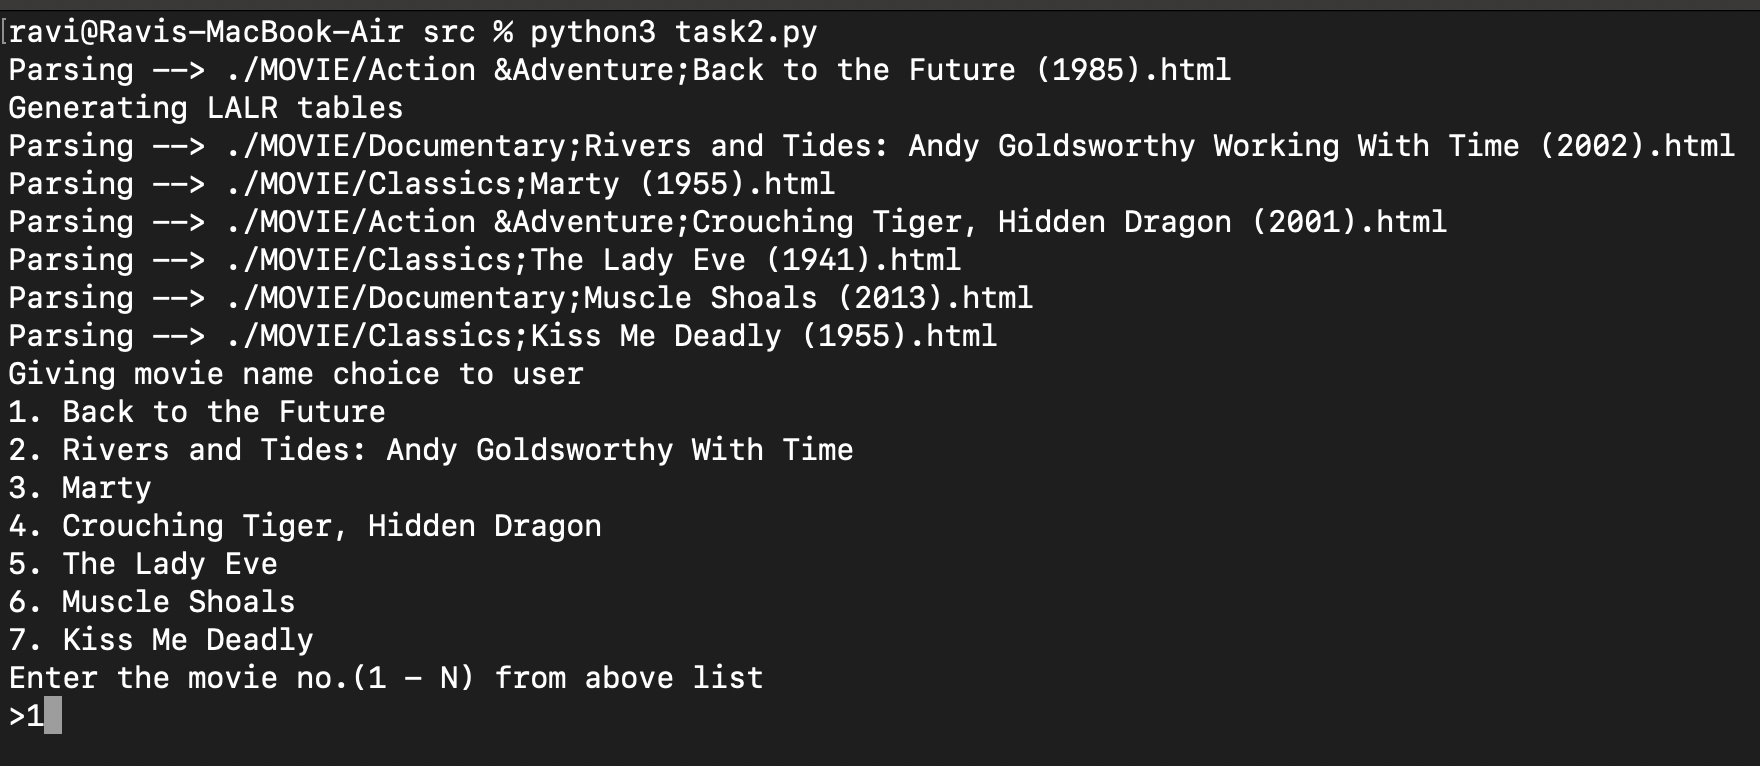 [ravi@Ravis-MacBook-Air src % python3 task2.py
Parsing --> ./MOVIE/Action &Adventure;Back to the Future (1985).html
Generating LALR tables
Parsing --> ./MOVIE/Documentary;Rivers and Tides: Andy Goldsworthy Working With Time (2002).html
Parsing --> ./MOVIE/Classics;Marty (1955).html
Parsing --> ./MOVIE/Action &Adventure;Crouching Tiger, Hidden Dragon (2001).html
Parsing --> ./MOVIE/Classics;The Lady Eve (1941).html
Parsing --> ./MOVIE/Documentary;Muscle Shoals (2013).html
Parsing --> ./MOVIE/Classics;Kiss Me Deadly (1955).html
Giving movie name choice to user
1. Back to the Future
2. Rivers and Tides: Andy Goldsworthy With Time
3. Marty
4. Crouching Tiger, Hidden Dragon
5. The Lady Eve
6. Muscle Shoals
7. Kiss Me Deadly
Enter the movie no.(1 - N) from above list
>1